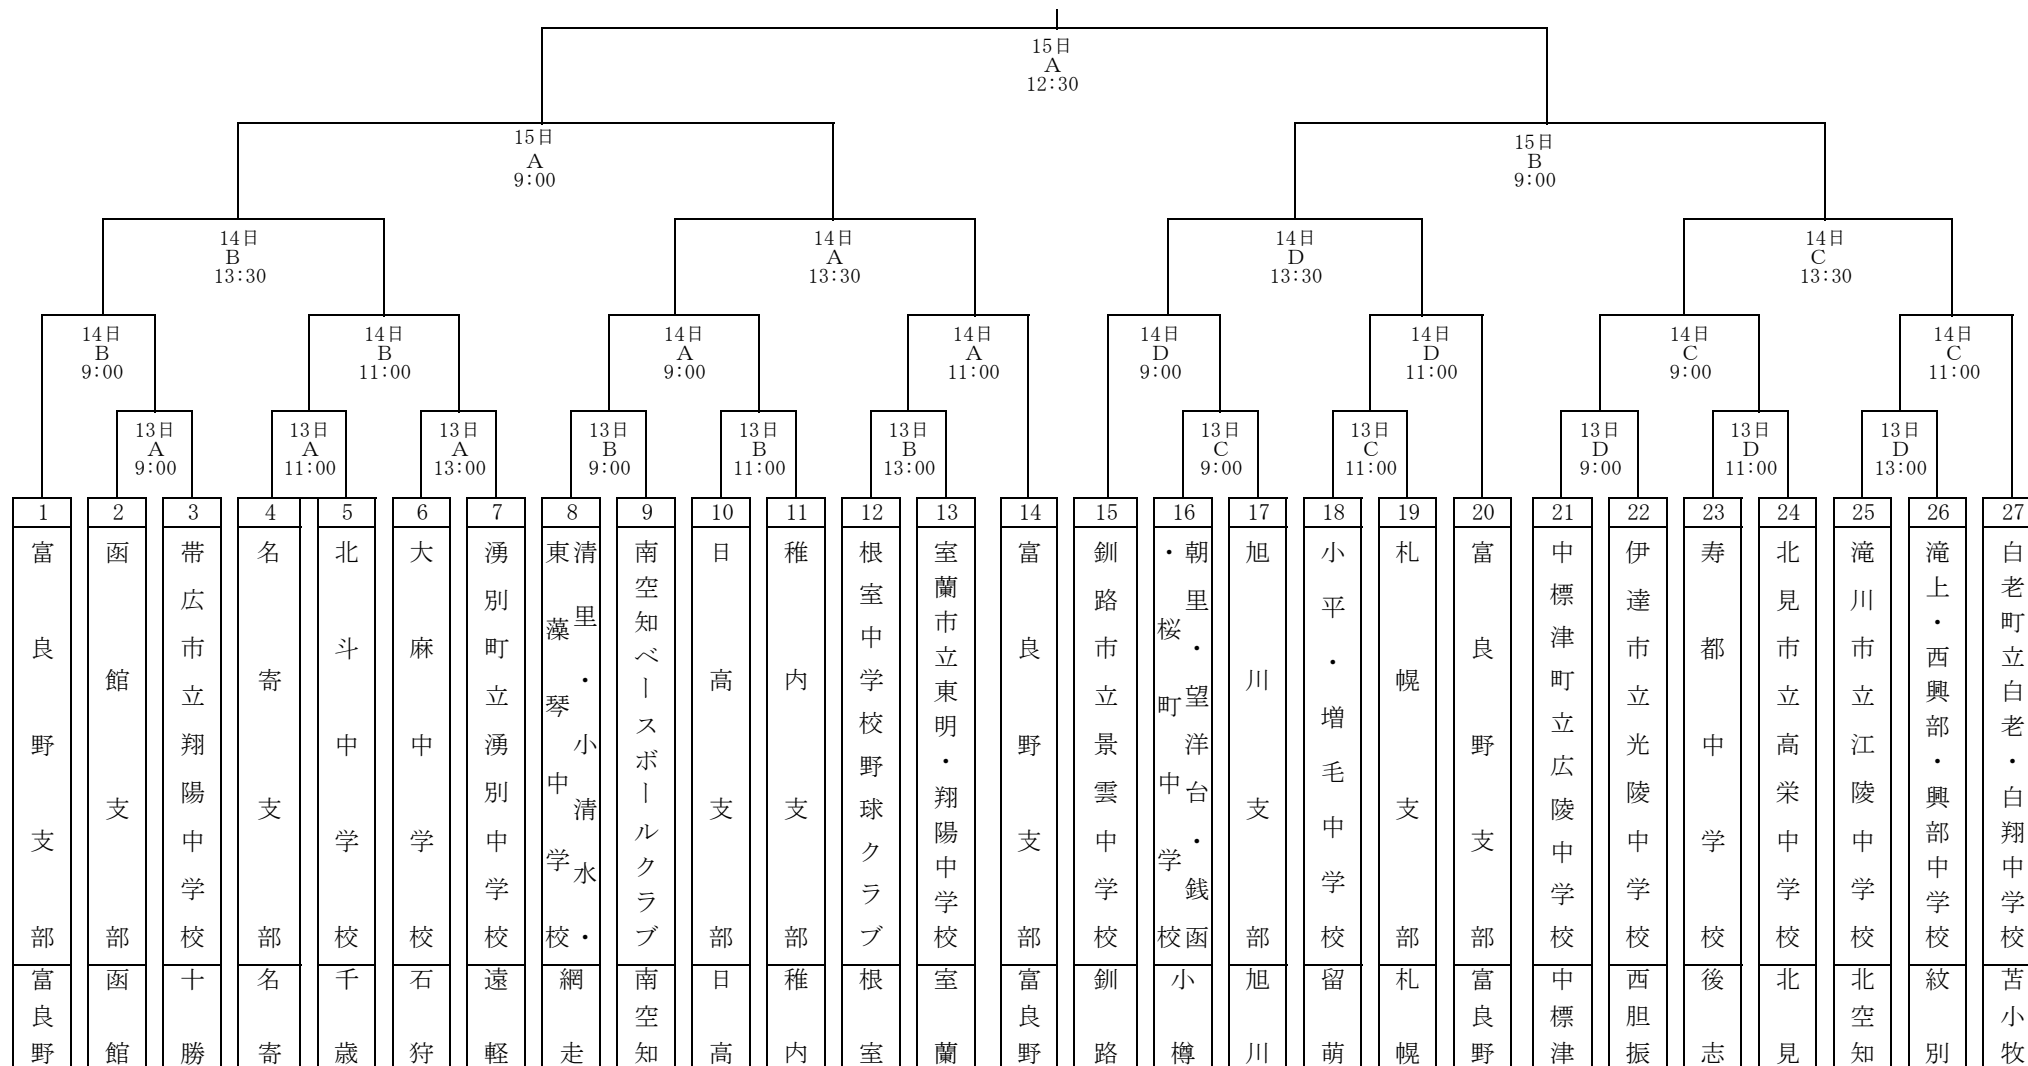 15日
A
12:30
15日
A
9:00
15日
B
9:00
14日
B
13:30
14日
A
13:30
14日
D
13:30
14日
C
13:30
14日
B
9:00
14日
B
11:00
14日
A
9:00
14日
A
11:00
14日
D
9:00
14日
D
11:00
14日
C
9:00
14日
C
11:00
13日
A
9:00
13日
A
11:00
13日
A
13:00
13日
B
9:00
13日
B
11:00
13日
B
13:00
13日
C
9:00
13日
C
11:00
13日
D
9:00
13日
D
11:00
13日
D
13:00
1
富良野支部
富良野
2
函館支部
函館
3
帯広市立翔陽中学校
十勝
4
名寄支部
名寄
5
北斗中学校
千歳
6
大麻中学校
石狩
7
湧別町立湧別中学校
遠軽
8
清里・小清水・
東藻琴中学校
網走
9
南空知ベースボールクラブ
南空知
10
日高支部
日高
11
稚内支部
稚内
12
根室中学校野球クラブ
根室
13
室蘭市立東明・翔陽中学校
室蘭
14
富良野支部
富良野
15
釧路市立景雲中学校
釧路
16
朝里・望洋台・銭函
・桜町中学校
小樽
17
旭川支部
旭川
18
小平・増毛中学校
留萌
19
札幌支部
札幌
20
富良野支部
富良野
21
中標津町立広陵中学校
中標津
22
伊達市立光陵中学校
西胆振
23
寿都中学校
後志
24
北見市立高栄中学校
北見
25
滝川市立江陵中学校
北空知
26
滝上・西興部・興部中学校
紋別
27
白老町立白老・白翔中学校
苫小牧